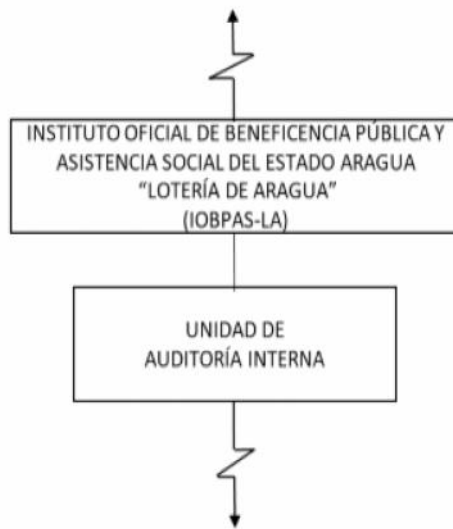 INSTITUTO OFICIAL DE BENEFICENCIA PÚBLICA Y
ASISTENCIA SOCIAL DEL ESTADO ARAGUA
“LOTERÍA DE ARAGUA”
(IOBPAS-LA)
UNIDAD DE
AUDITORÍA INTERNA